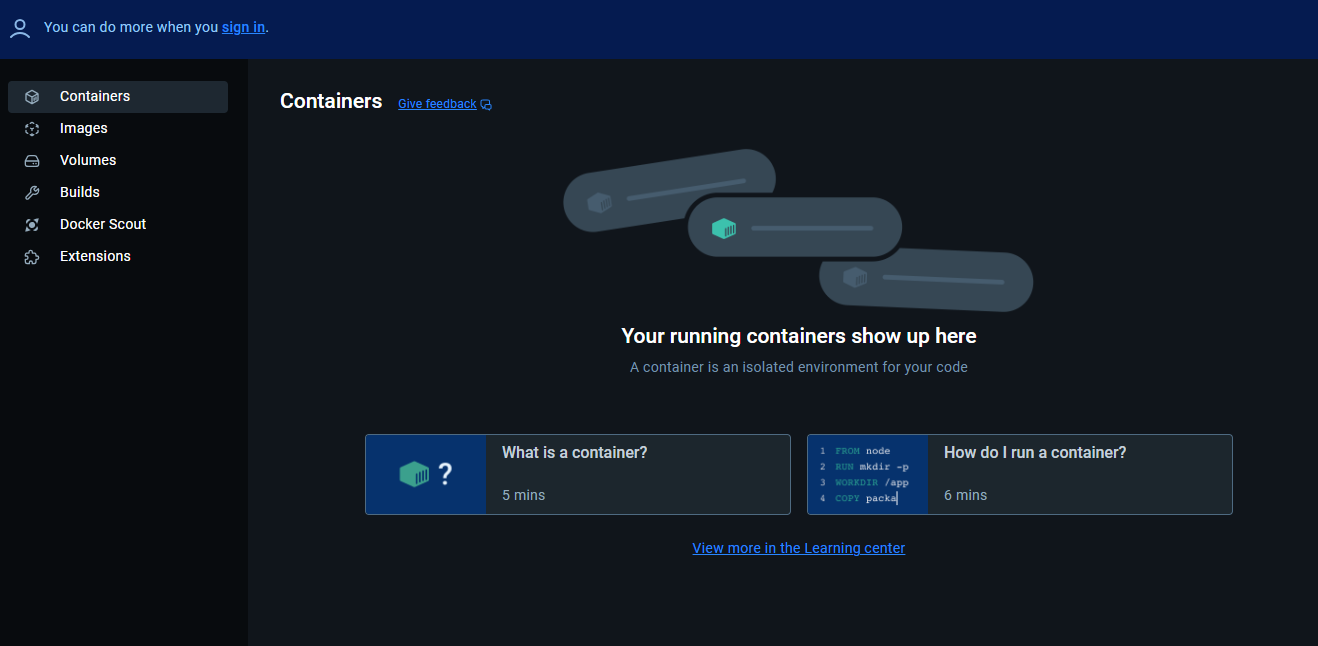 You can do more when you sign in.
Containers
Images
Volumes
Builds
Docker Scout
Extensions
Containers Give feedback
Your running containers show up here
A container is an isolated environment for your code
?
What is a container?
5 mins
1 FROM node
2 RUN mkdir -p
3 WORKDIR /app
4 COPY packa
How do I run a container?
6 mins
View more in the Learning center